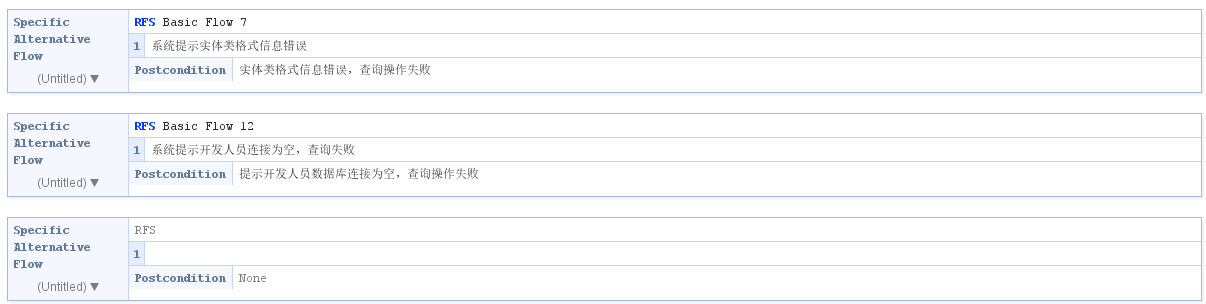 Specific Alternative Flow
(Untitled) ▼
RFS Basic Flow 7
1 系统提示实体类格式信息错误
Postcondition 实体类格式信息错误，查询操作失败
Specific Alternative Flow
(Untitled) ▼
RFS Basic Flow 12
1 系统提示开发人员连接为空，查询失败
Postcondition 提示开发人员数据库连接为空，查询操作失败
Specific Alternative Flow
(Untitled) ▼
RFS
1
Postcondition None